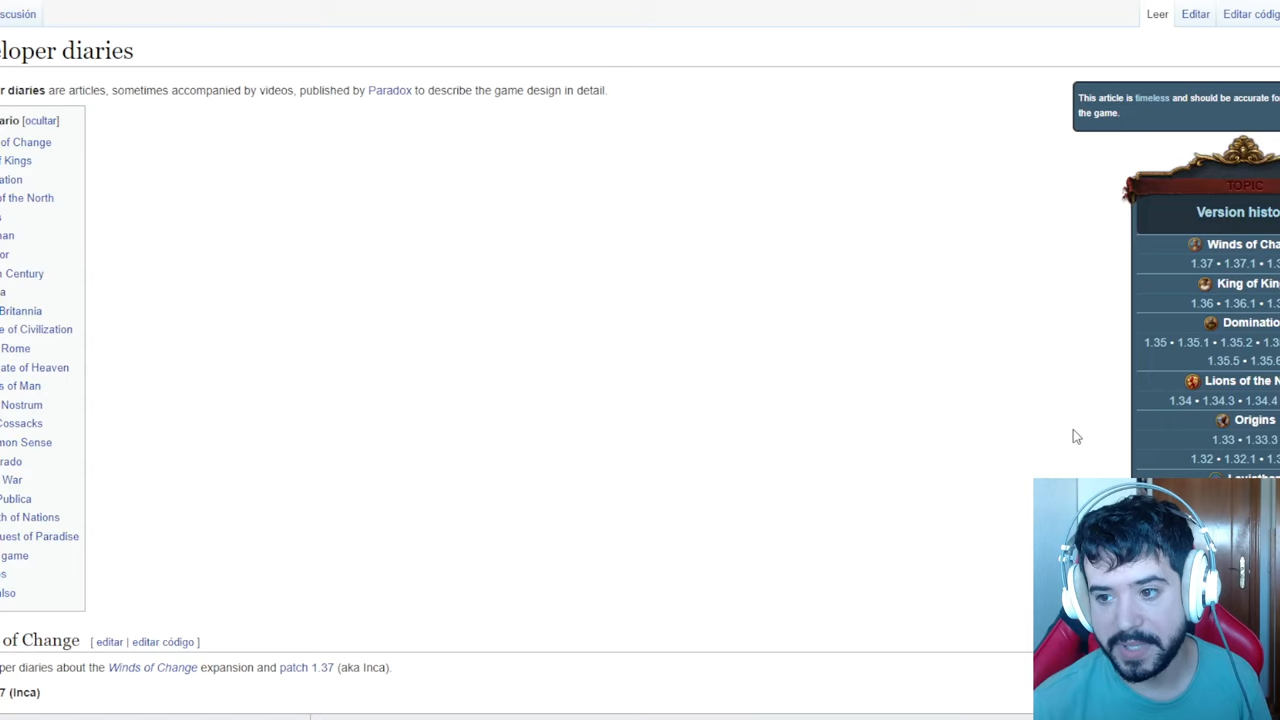 scusión
Leer
Editar
Editar códig
eloper diaries
r diaries are articles, sometimes accompanied by videos, published by Paradox to describe the game design in detail.
ario [ocultar]
of Change
f Kings
ation
of the North
s
nan
or
n Century
a
Britannia
e of Civilization
Rome
ate of Heaven
s of Man
Nostrum
Cossacks
mon Sense
rado
War
Publica
th of Nations
uest of Paradise
game
s
lso
This article is timeless and should be accurate fo
the game.
TOPIC
Version histo
Winds of Cha
1.37 • 1.37.1 • 1.3
King of Kin
1.36 • 1.36.1 • 1.3
Dominatio
1.35 • 1.35.1 • 1.35.2 • 1.3
1.35.5 • 1.35.6
Lions of the N
1.34 • 1.34.3 • 1.34.4
Origins
1.33 • 1.33.3
1.32 • 1.32.1 • 1.3
of Change [ editar | editar código ]
per diaries about the Winds of Change expansion and patch 1.37 (aka Inca).
7 (Inca)